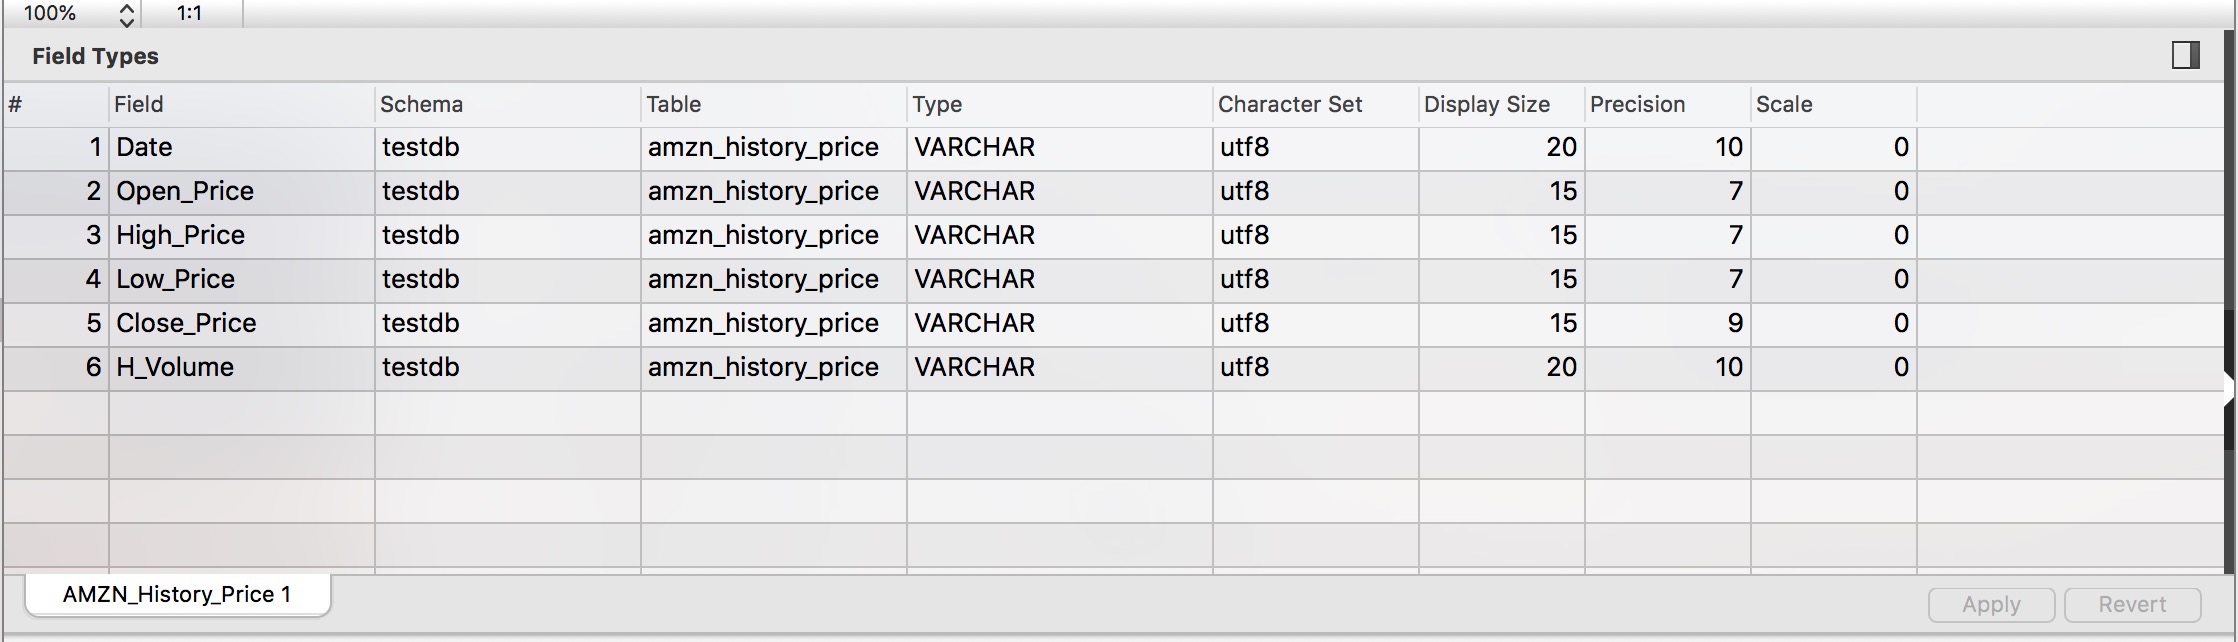 100% 1:1
Field Types
# Field Schema Table Type Character Set Display Size Precision Scale
1 Date testdb amzn_history_price VARCHAR utf8 20 10 0
2 Open_Price testdb amzn_history_price VARCHAR utf8 15 7 0
3 High_Price testdb amzn_history_price VARCHAR utf8 15 7 0
4 Low_Price testdb amzn_history_price VARCHAR utf8 15 7 0
5 Close_Price testdb amzn_history_price VARCHAR utf8 15 9 0
6 H_Volume testdb amzn_history_price VARCHAR utf8 20 10 0
AMZN_History_Price 1
Apply Revert